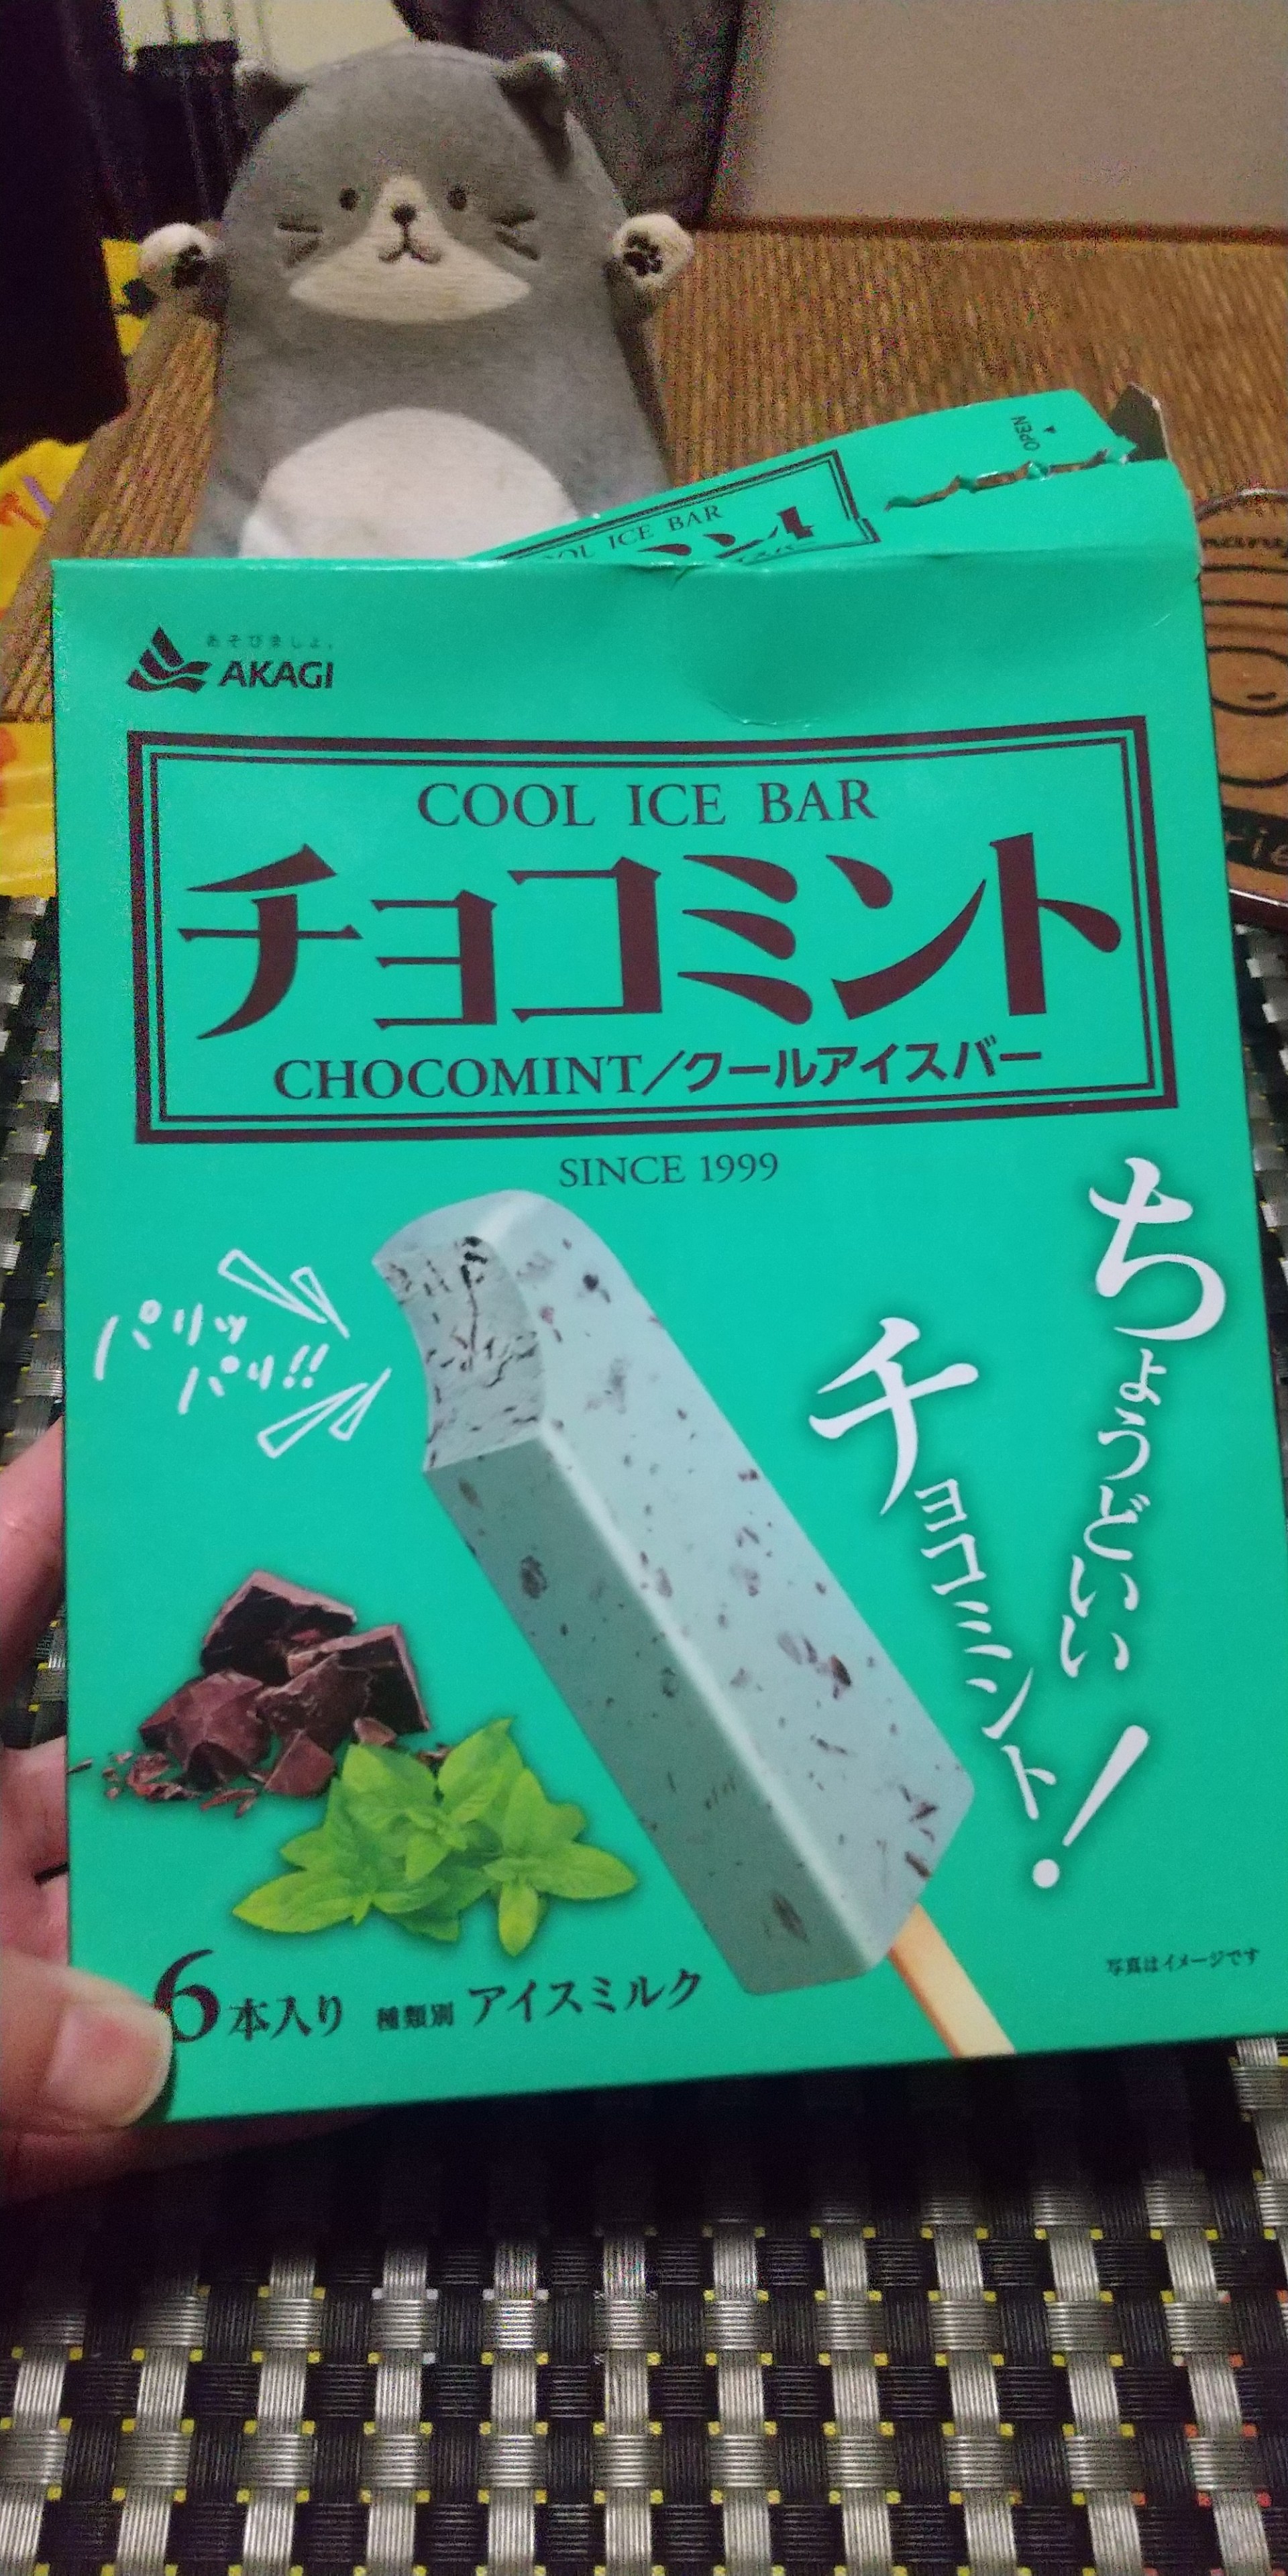 OPEN
COOL ICE BAR
あそびましょ。
AKAGI
COOL ICE BAR
チョコミント
CHOCOMINT/クールアイスバー
SINCE 1999
パリッ
パリ!!
ちょうどいい
チョコミント!
6本入り 種類別 アイスミルク
写真はイメージです